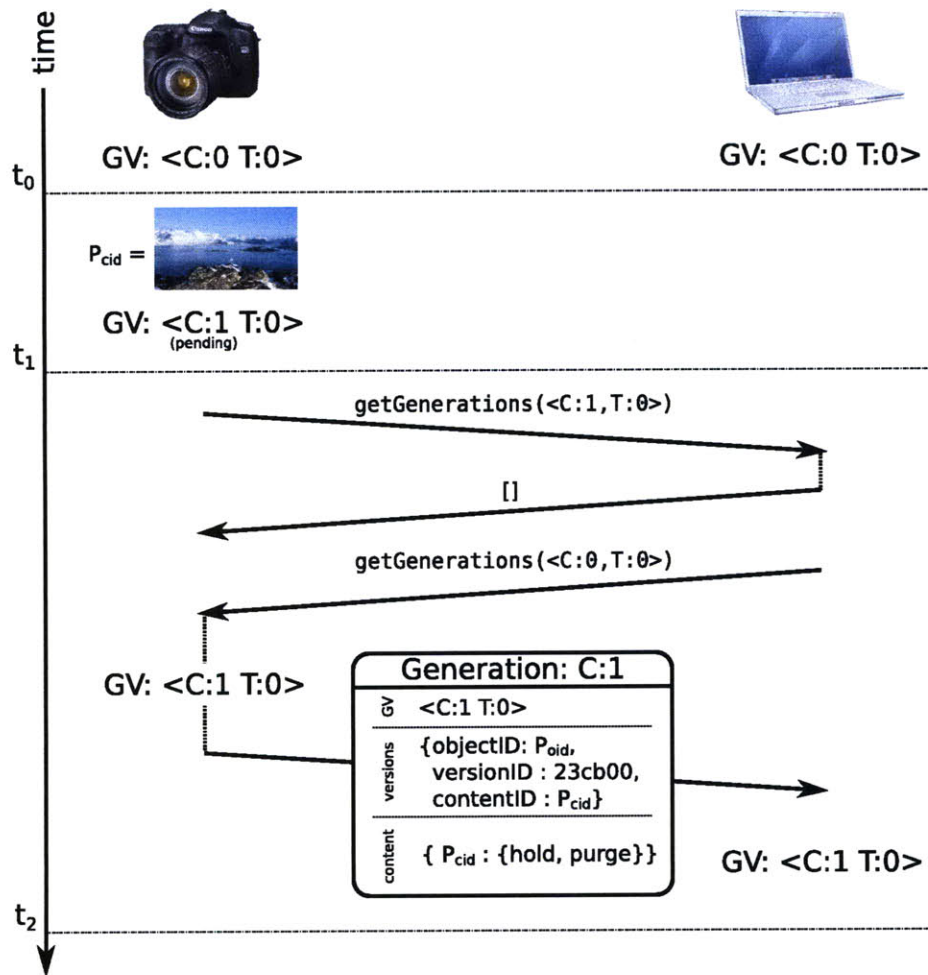 time
Canon
GV: <C:0 T:0>
GV: <C:0 T:0>
t0
Pcid =
GV: <C:1 T:0>
(pending)
t1
getGenerations(<C:1,T:0>)
[]
getGenerations(<C:0,T:0>)
GV: <C:1 T:0>
Generation: C:1
GV
<C:1 T:0>
versions
{objectID: Poid,
versionID : 23cb00,
contentID : Pcid}
content
{ Pcid : {hold, purge}}
GV: <C:1 T:0>
t2